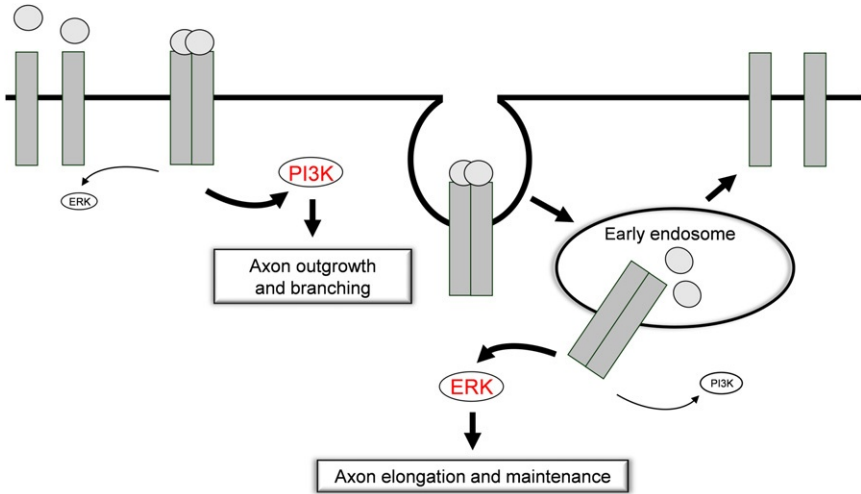 PI3K
ERK
Early endosome
Axon outgrowth
and branching
ERK
PI3K
Axon elongation and maintenance